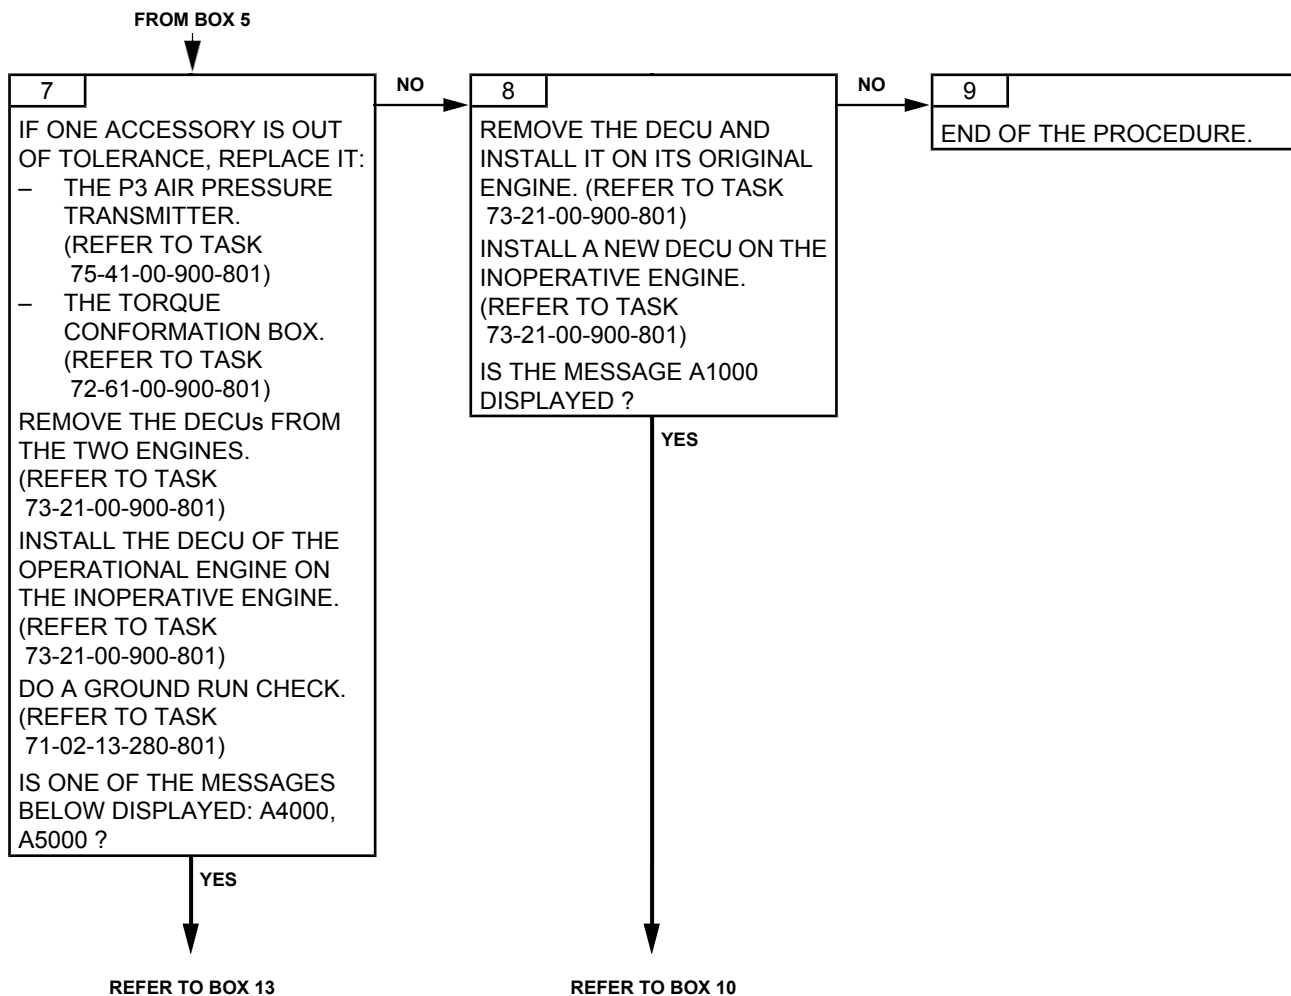 FROM BOX 5
7
IF ONE ACCESSORY IS OUT
OF TOLERANCE, REPLACE IT:
– THE P3 AIR PRESSURE
TRANSMITTER.
(REFER TO TASK
75-41-00-900-801)
– THE TORQUE
CONFORMATION BOX.
(REFER TO TASK
72-61-00-900-801)
REMOVE THE DECUs FROM
THE TWO ENGINES.
(REFER TO TASK
73-21-00-900-801)
INSTALL THE DECU OF THE
OPERATIONAL ENGINE ON
THE INOPERATIVE ENGINE.
(REFER TO TASK
73-21-00-900-801)
DO A GROUND RUN CHECK.
(REFER TO TASK
71-02-13-280-801)
IS ONE OF THE MESSAGES
BELOW DISPLAYED: A4000,
A5000 ?
YES
REFER TO BOX 13
NO
8
REMOVE THE DECU AND
INSTALL IT ON ITS ORIGINAL
ENGINE. (REFER TO TASK
73-21-00-900-801)
INSTALL A NEW DECU ON THE
INOPERATIVE ENGINE.
(REFER TO TASK
73-21-00-900-801)
IS THE MESSAGE A1000
DISPLAYED ?
YES
REFER TO BOX 10
NO
9
END OF THE PROCEDURE.